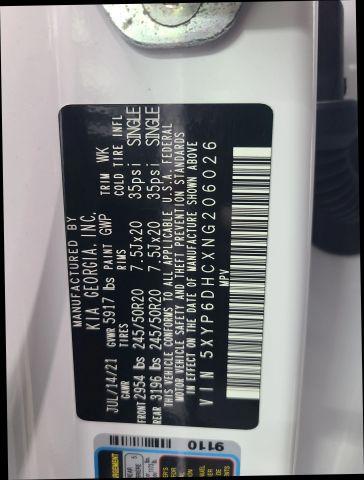 MANUFACTURED BY
KIA GEORGIA, INC.
JUL/14/21 GVWR 5917 lbs PAINT GWP TRIM WK
GAWR TIRES RIMS COLD TIRE INFL
FRONT 2954 lbs 245/50R20 7.5Jx20 35psi SINGLE
REAR 3196 lbs 245/50R20 7.5Jx20 35psi SINGLE
THIS VEHICLE CONFORMS TO ALL APPLICABLE U.S.A. FEDERAL
MOTOR VEHICLE SAFETY AND THEFT PREVENTION STANDARDS
IN EFFECT ON THE DATE OF MANUFACTURE SHOWN ABOVE
VIN 5XYP6DHCXNG206026
MPV
9110